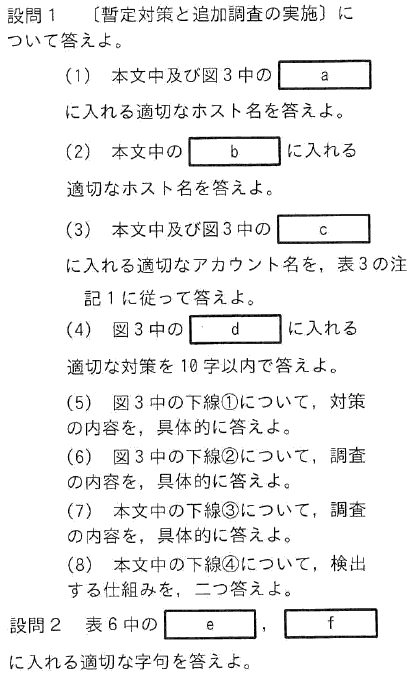 設問1 〔暫定対策と追加調査の実施〕に
ついて答えよ。
(1) 本文中及び図3中の a
に入れる適切なホスト名を答えよ。
(2) 本文中の b に入れる
適切なホスト名を答えよ。
(3) 本文中及び図3中の c
に入れる適切なアカウント名を，表3の注
記1に従って答えよ。
(4) 図3中の d に入れる
適切な対策を10字以内で答えよ。
(5) 図3中の下線①について，対策
の内容を，具体的に答えよ。
(6) 図3中の下線②について，調査
の内容を，具体的に答えよ。
(7) 本文中の下線③について，調査
の内容を，具体的に答えよ。
(8) 本文中の下線④について，検出
する仕組みを，二つ答えよ。
設問2 表6中の e ， f
に入れる適切な字句を答えよ。